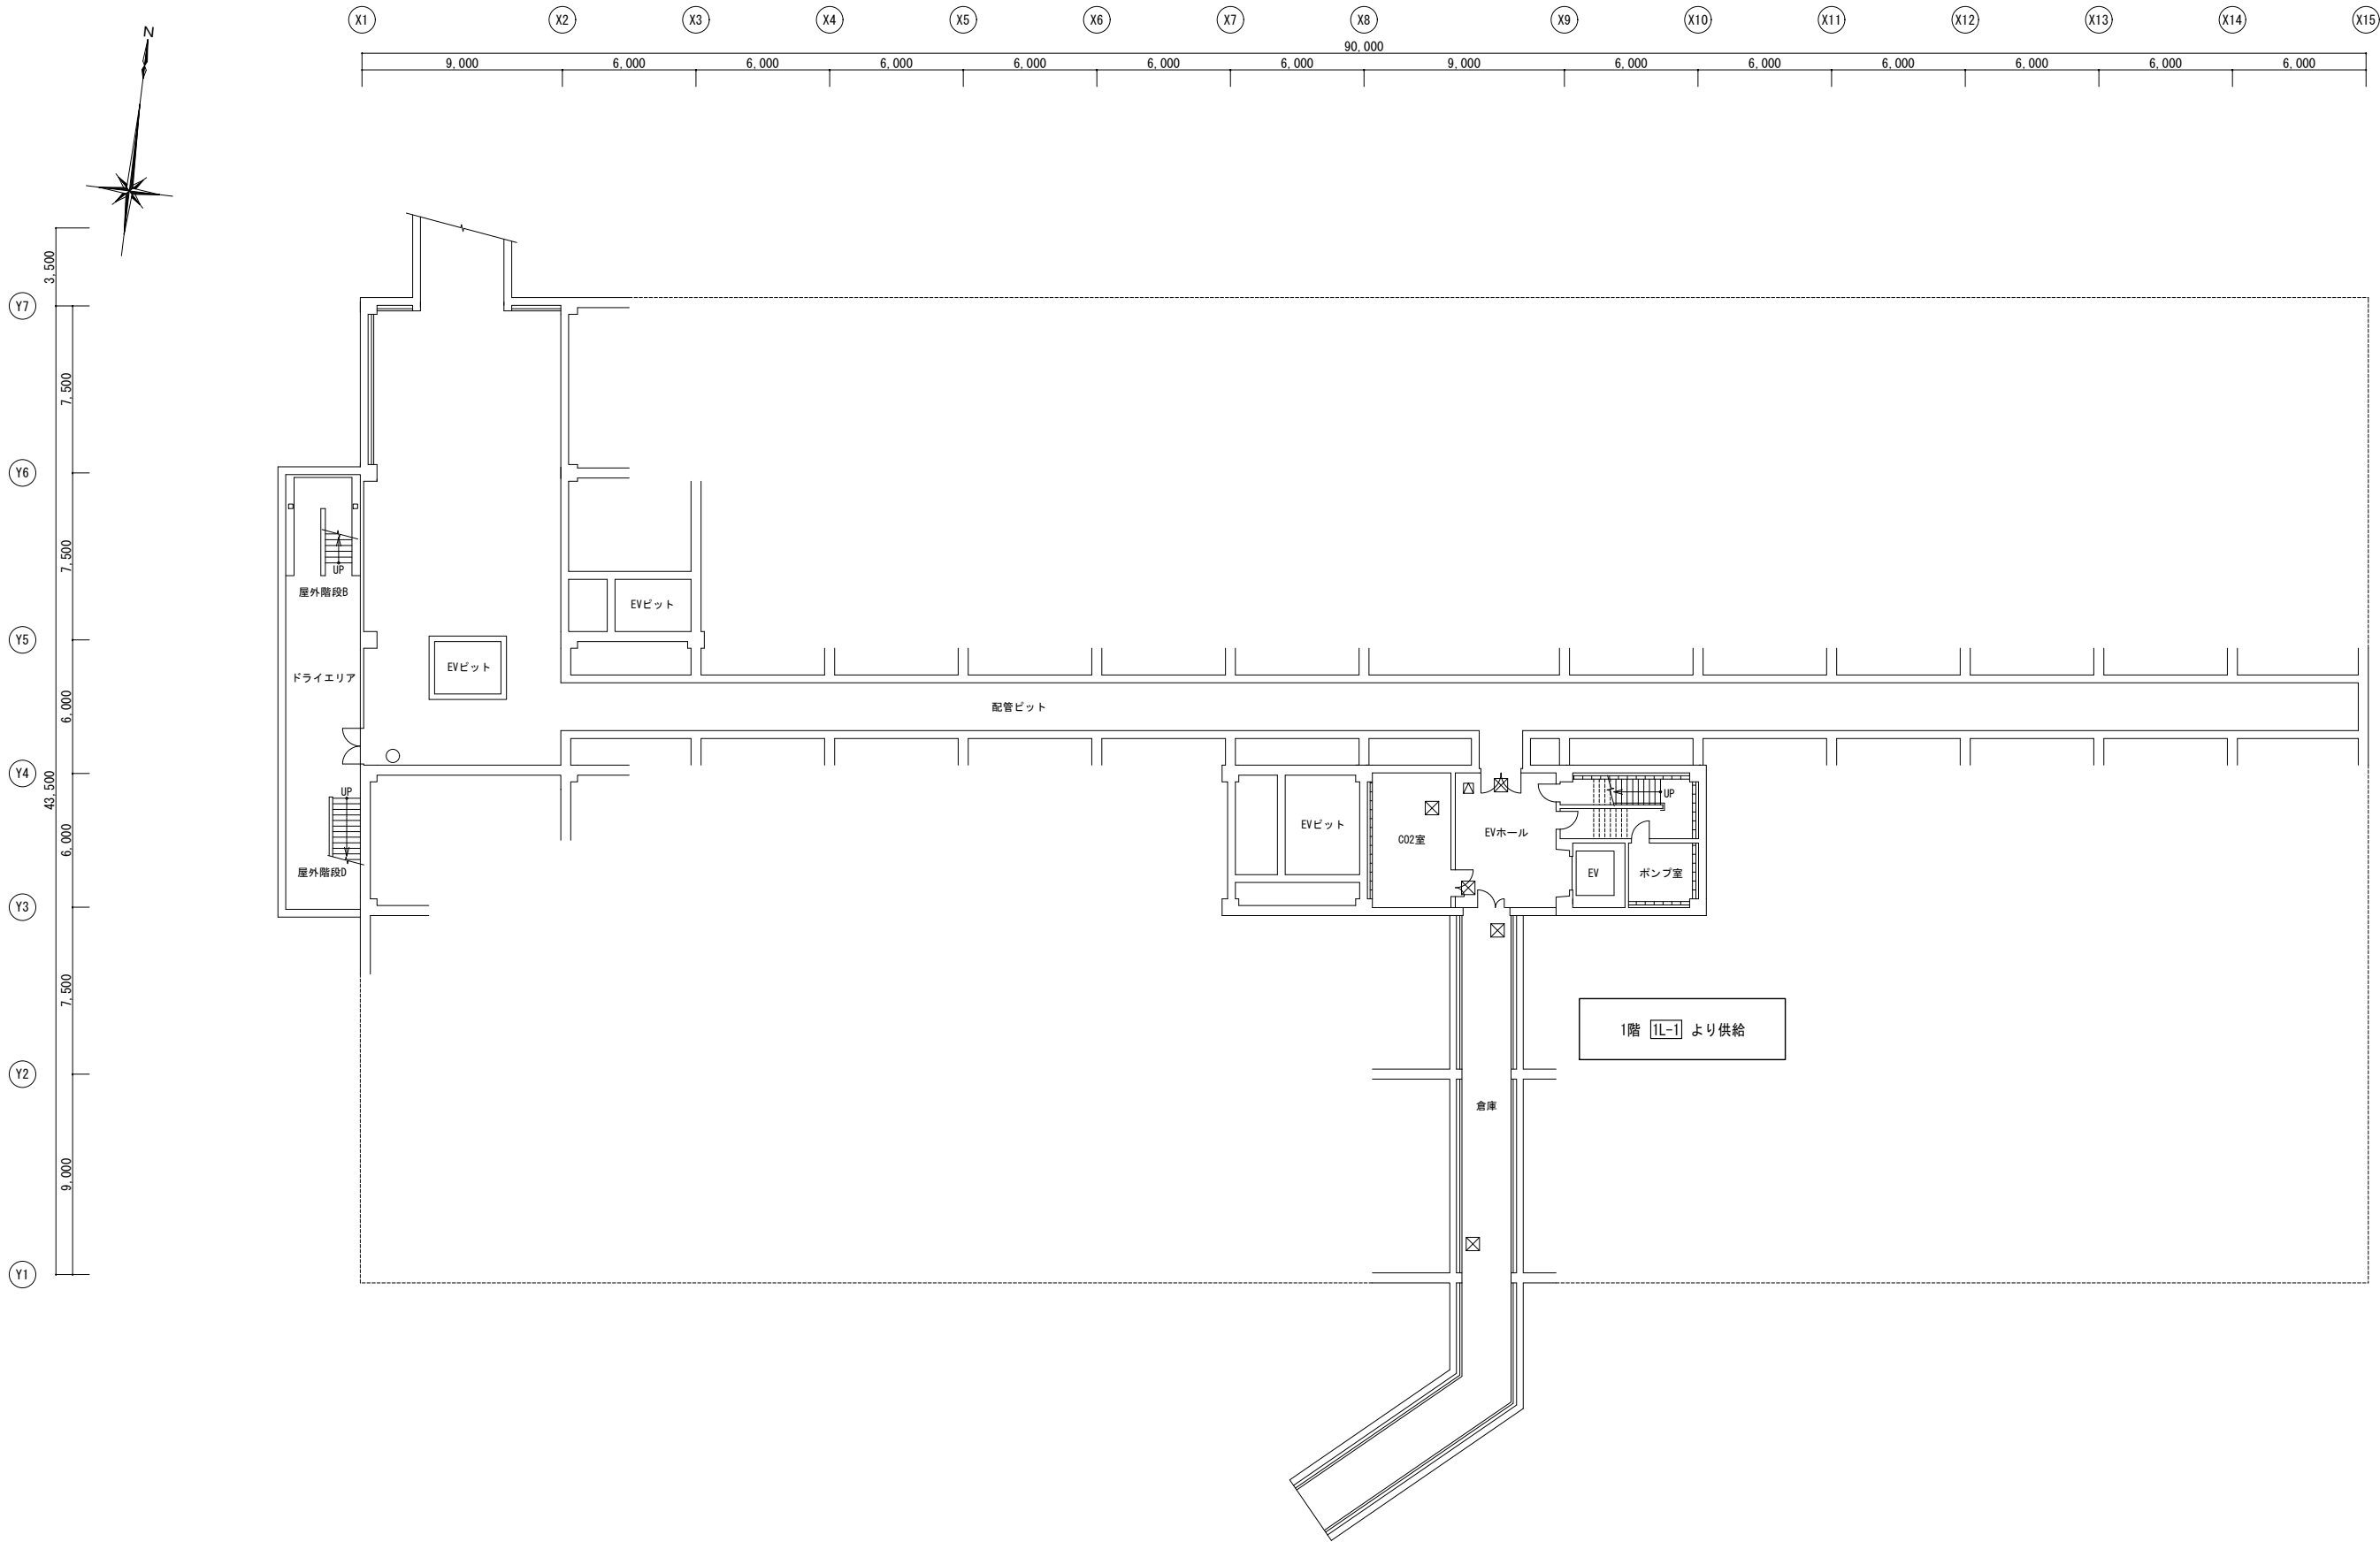 X1 X2 X3 X4 X5 X6 X7 X8 X9 X10 X11 X12 X13 X14 X15
N
90,000
9,000 6,000 6,000 6,000 6,000 6,000 6,000 9,000 6,000 6,000 6,000 6,000 6,000 6,000
3,500
Y7
7,500
Y6
7,500
UP
屋外階段B
EVピット
Y5
EVピット
ドライエリア
6,000
配管ピット
Y4
43,500
UP
UP
EVピット
EVホール
CO2室
6,000
屋外階段D
EV
ポンプ室
Y3
7,500
1階 1L-1 より供給
Y2
倉庫
9,000
Y1